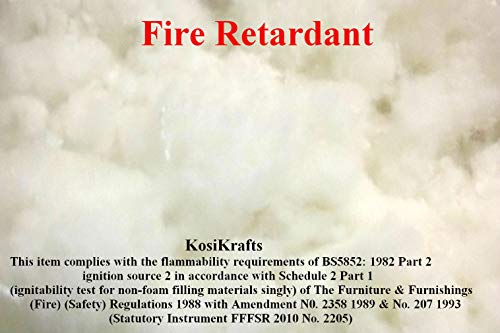 Fire Retardant
KosiKrafts
This item complies with the flammability requirements of BS5852: 1982 Part 2
ignition source 2 in accordance with Schedule 2 Part 1
(ignitability test for non-foam filling materials singly) of The Furniture & Furnishings
(Fire) (Safety) Regulations 1988 with Amendment N0. 2358 1989 & No. 207 1993
(Statutory Instrument FFFSR 2010 No. 2205)